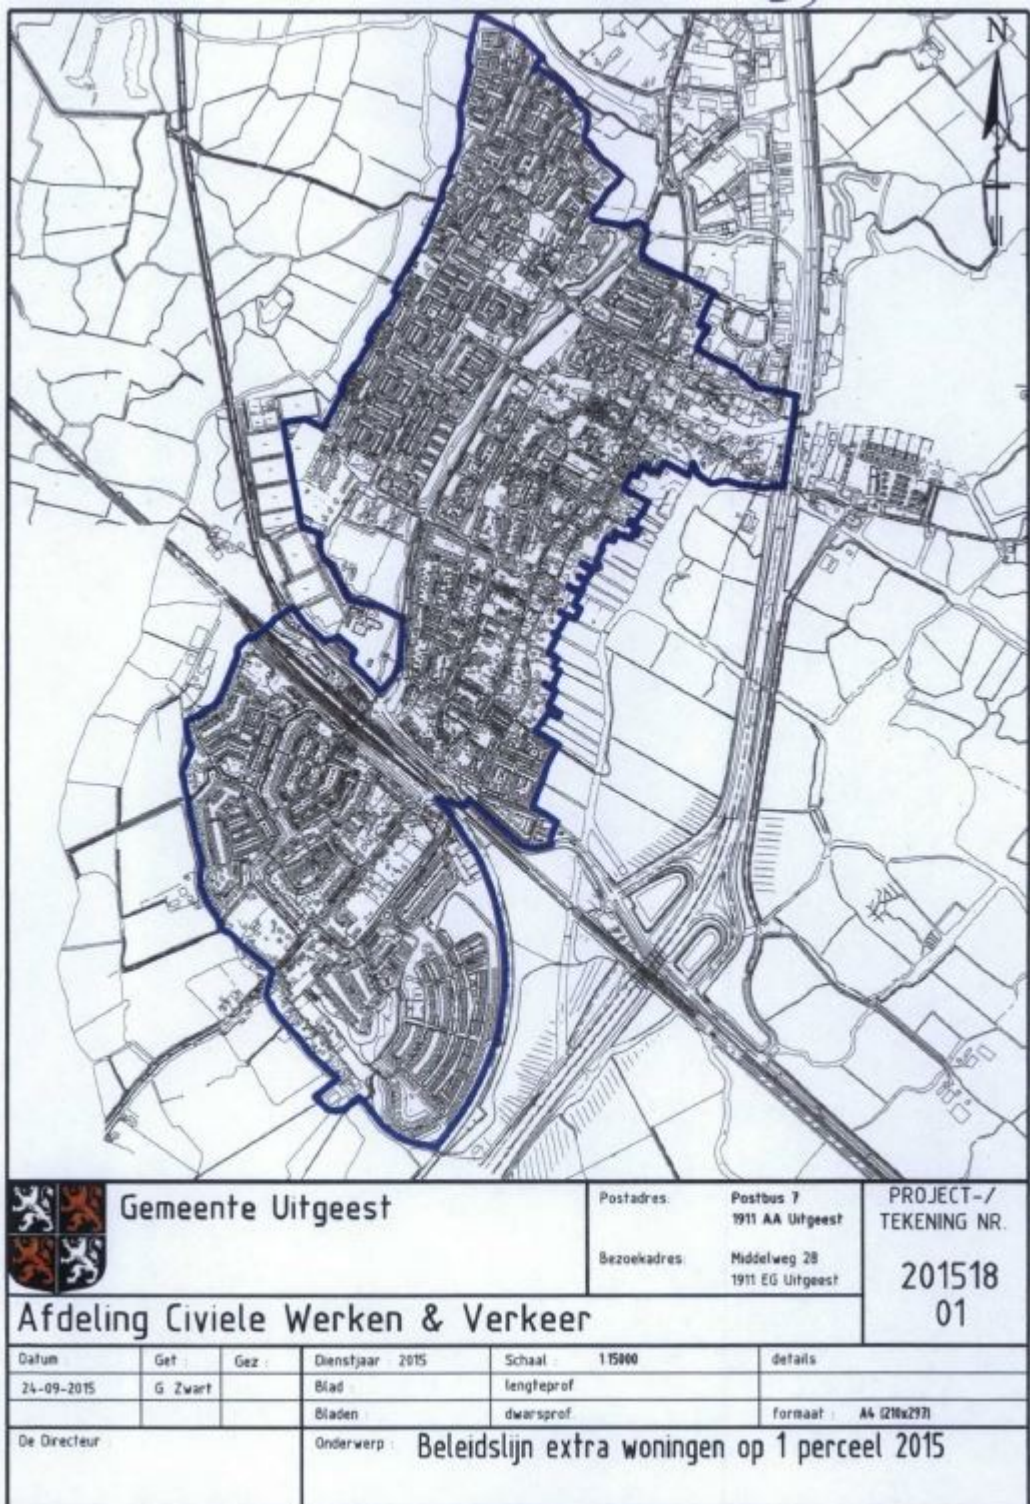 N
Gemeente Uitgeest
Postadres: Postbus 7
1911 AA Uitgeest
Bezoekadres: Middelweg 28
1911 EG Uitgeest
PROJECT-/
TEKENING NR.
201518
01
Afdeling Civiele Werken & Verkeer
Datum : Get : Gez : Dienstjaar : 2015 Schaal : 1:15000 details
24-09-2015 G. Zwart Blad : lengteprof.
Bladen : dwarsprof. formaat : A4 (210x297)
De Directeur : Onderwerp : Beleidslijn extra woningen op 1 perceel 2015